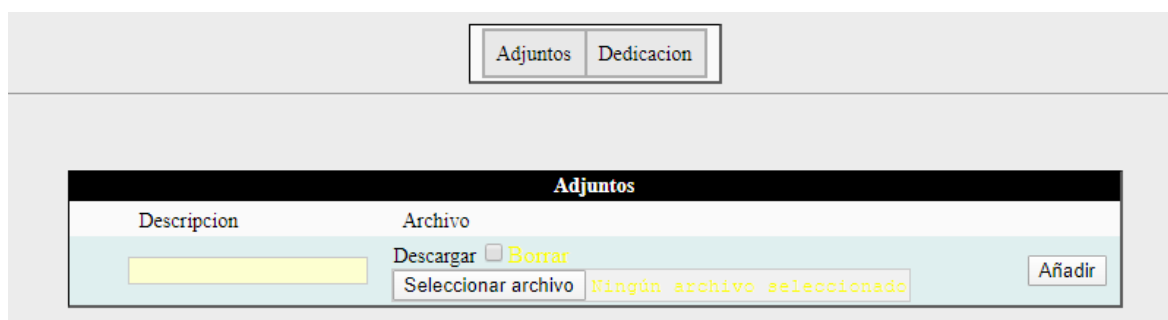 Adjuntos Dedicacion
Adjuntos
Descripcion Archivo
Descargar Borrar
Seleccionar archivo Ningún archivo seleccionado
Añadir